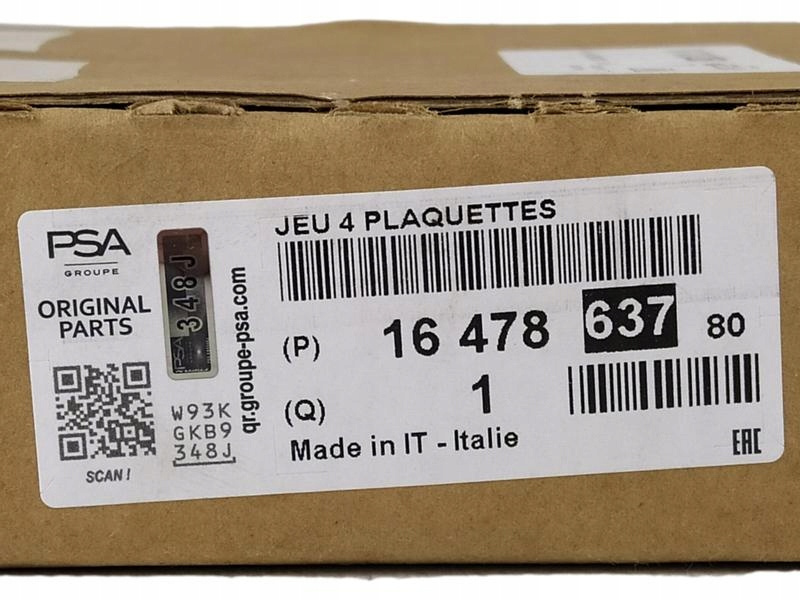 PSA
GROUPE
ORIGINAL
PARTS
SCAN!
PSA 348J
W93K
GKB9
348J
qr.groupe-psa.com
JEU 4 PLAQUETTES
(P) 16 478 637 80
(Q) 1
Made in IT - Italie
EAC